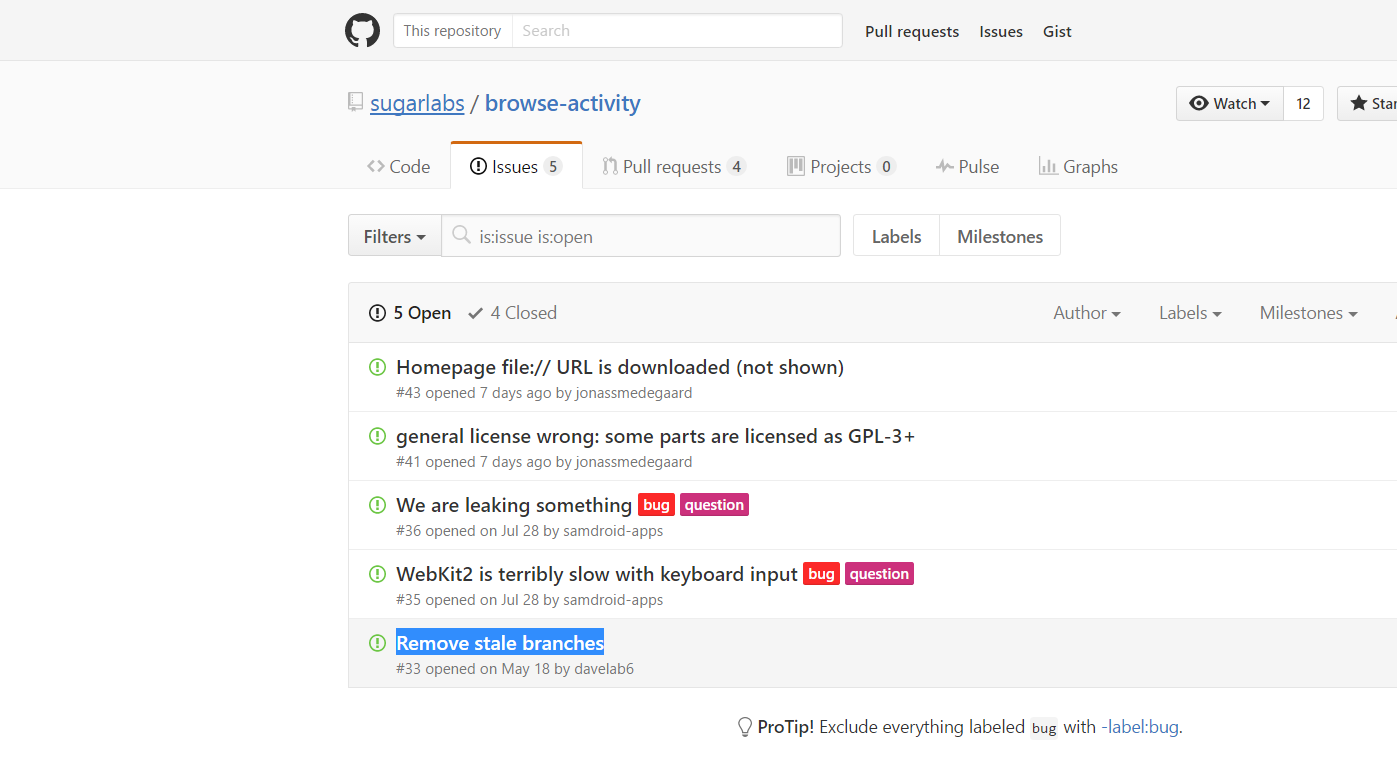 This repository Search Pull requests Issues Gist
sugarlabs / browse-activity Watch 12 Star
Code Issues 5 Pull requests 4 Projects 0 Pulse Graphs
Filters is:issue is:open Labels Milestones
5 Open 4 Closed Author Labels Milestones
Homepage file:// URL is downloaded (not shown)
#43 opened 7 days ago by jonassmedegaard
general license wrong: some parts are licensed as GPL-3+
#41 opened 7 days ago by jonassmedegaard
We are leaking something bug question
#36 opened on Jul 28 by samdroid-apps
WebKit2 is terribly slow with keyboard input bug question
#35 opened on Jul 28 by samdroid-apps
Remove stale branches
#33 opened on May 18 by davelab6
ProTip! Exclude everything labeled bug with -label:bug.